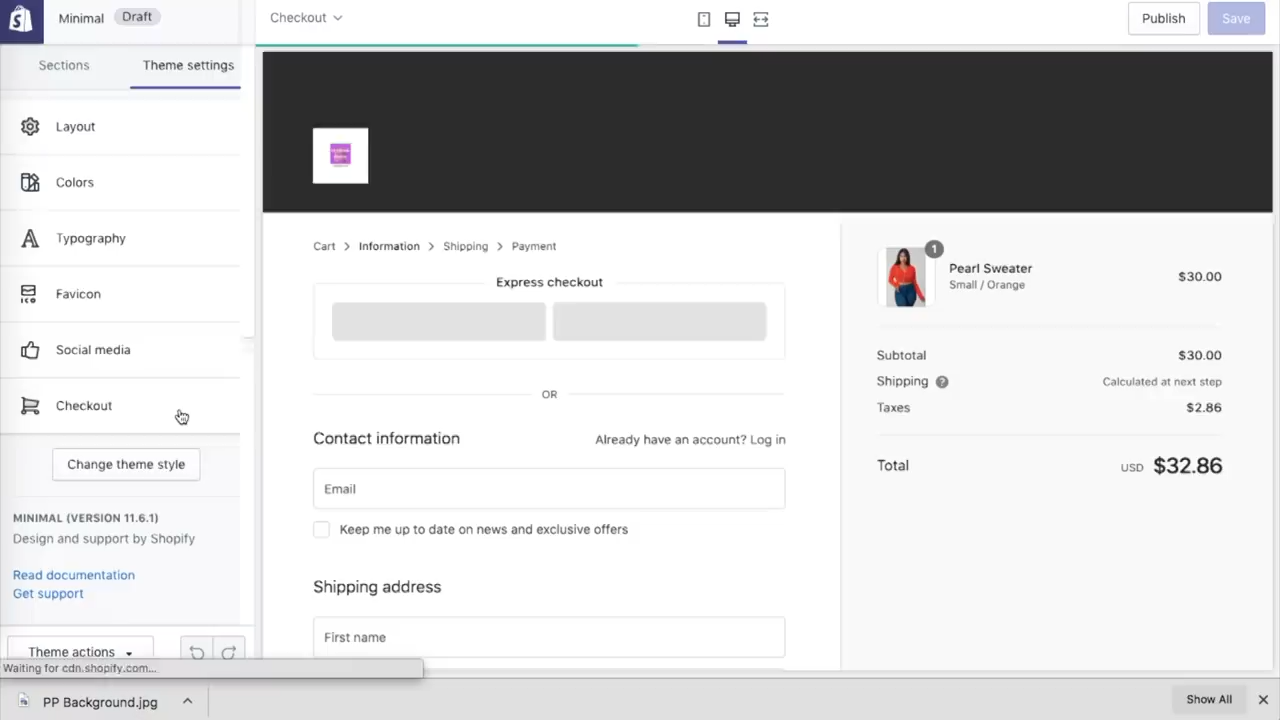 Minimal Draft
Checkout
Publish Save
Sections Theme settings
Layout
Colors
Typography
Favicon
Social media
Checkout
Change theme style
MINIMAL (VERSION 11.6.1)
Design and support by Shopify
Read documentation
Get support
Theme actions
Waiting for cdn.shopify.com...
Cart > Information > Shipping > Payment
Express checkout
OR
Contact information Already have an account? Log in
Email
Keep me up to date on news and exclusive offers
Shipping address
First name
1
Pearl Sweater $30.00
Small / Orange
Subtotal $30.00
Shipping ? Calculated at next step
Taxes $2.86
Total USD $32.86
PP Background.jpg
Show All